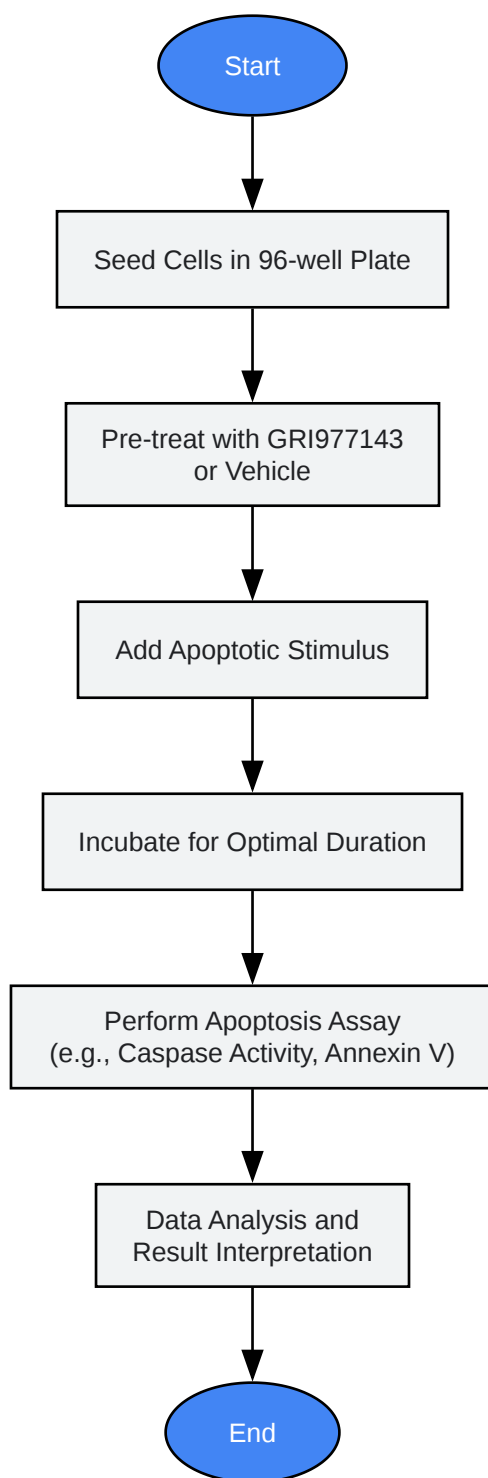 Start
Seed Cells in 96-well Plate
Pre-treat with GRI977143
or Vehicle
Add Apoptotic Stimulus
Incubate for Optimal Duration
Perform Apoptosis Assay
(e.g., Caspase Activity, Annexin V)
Data Analysis and
Result Interpretation
End